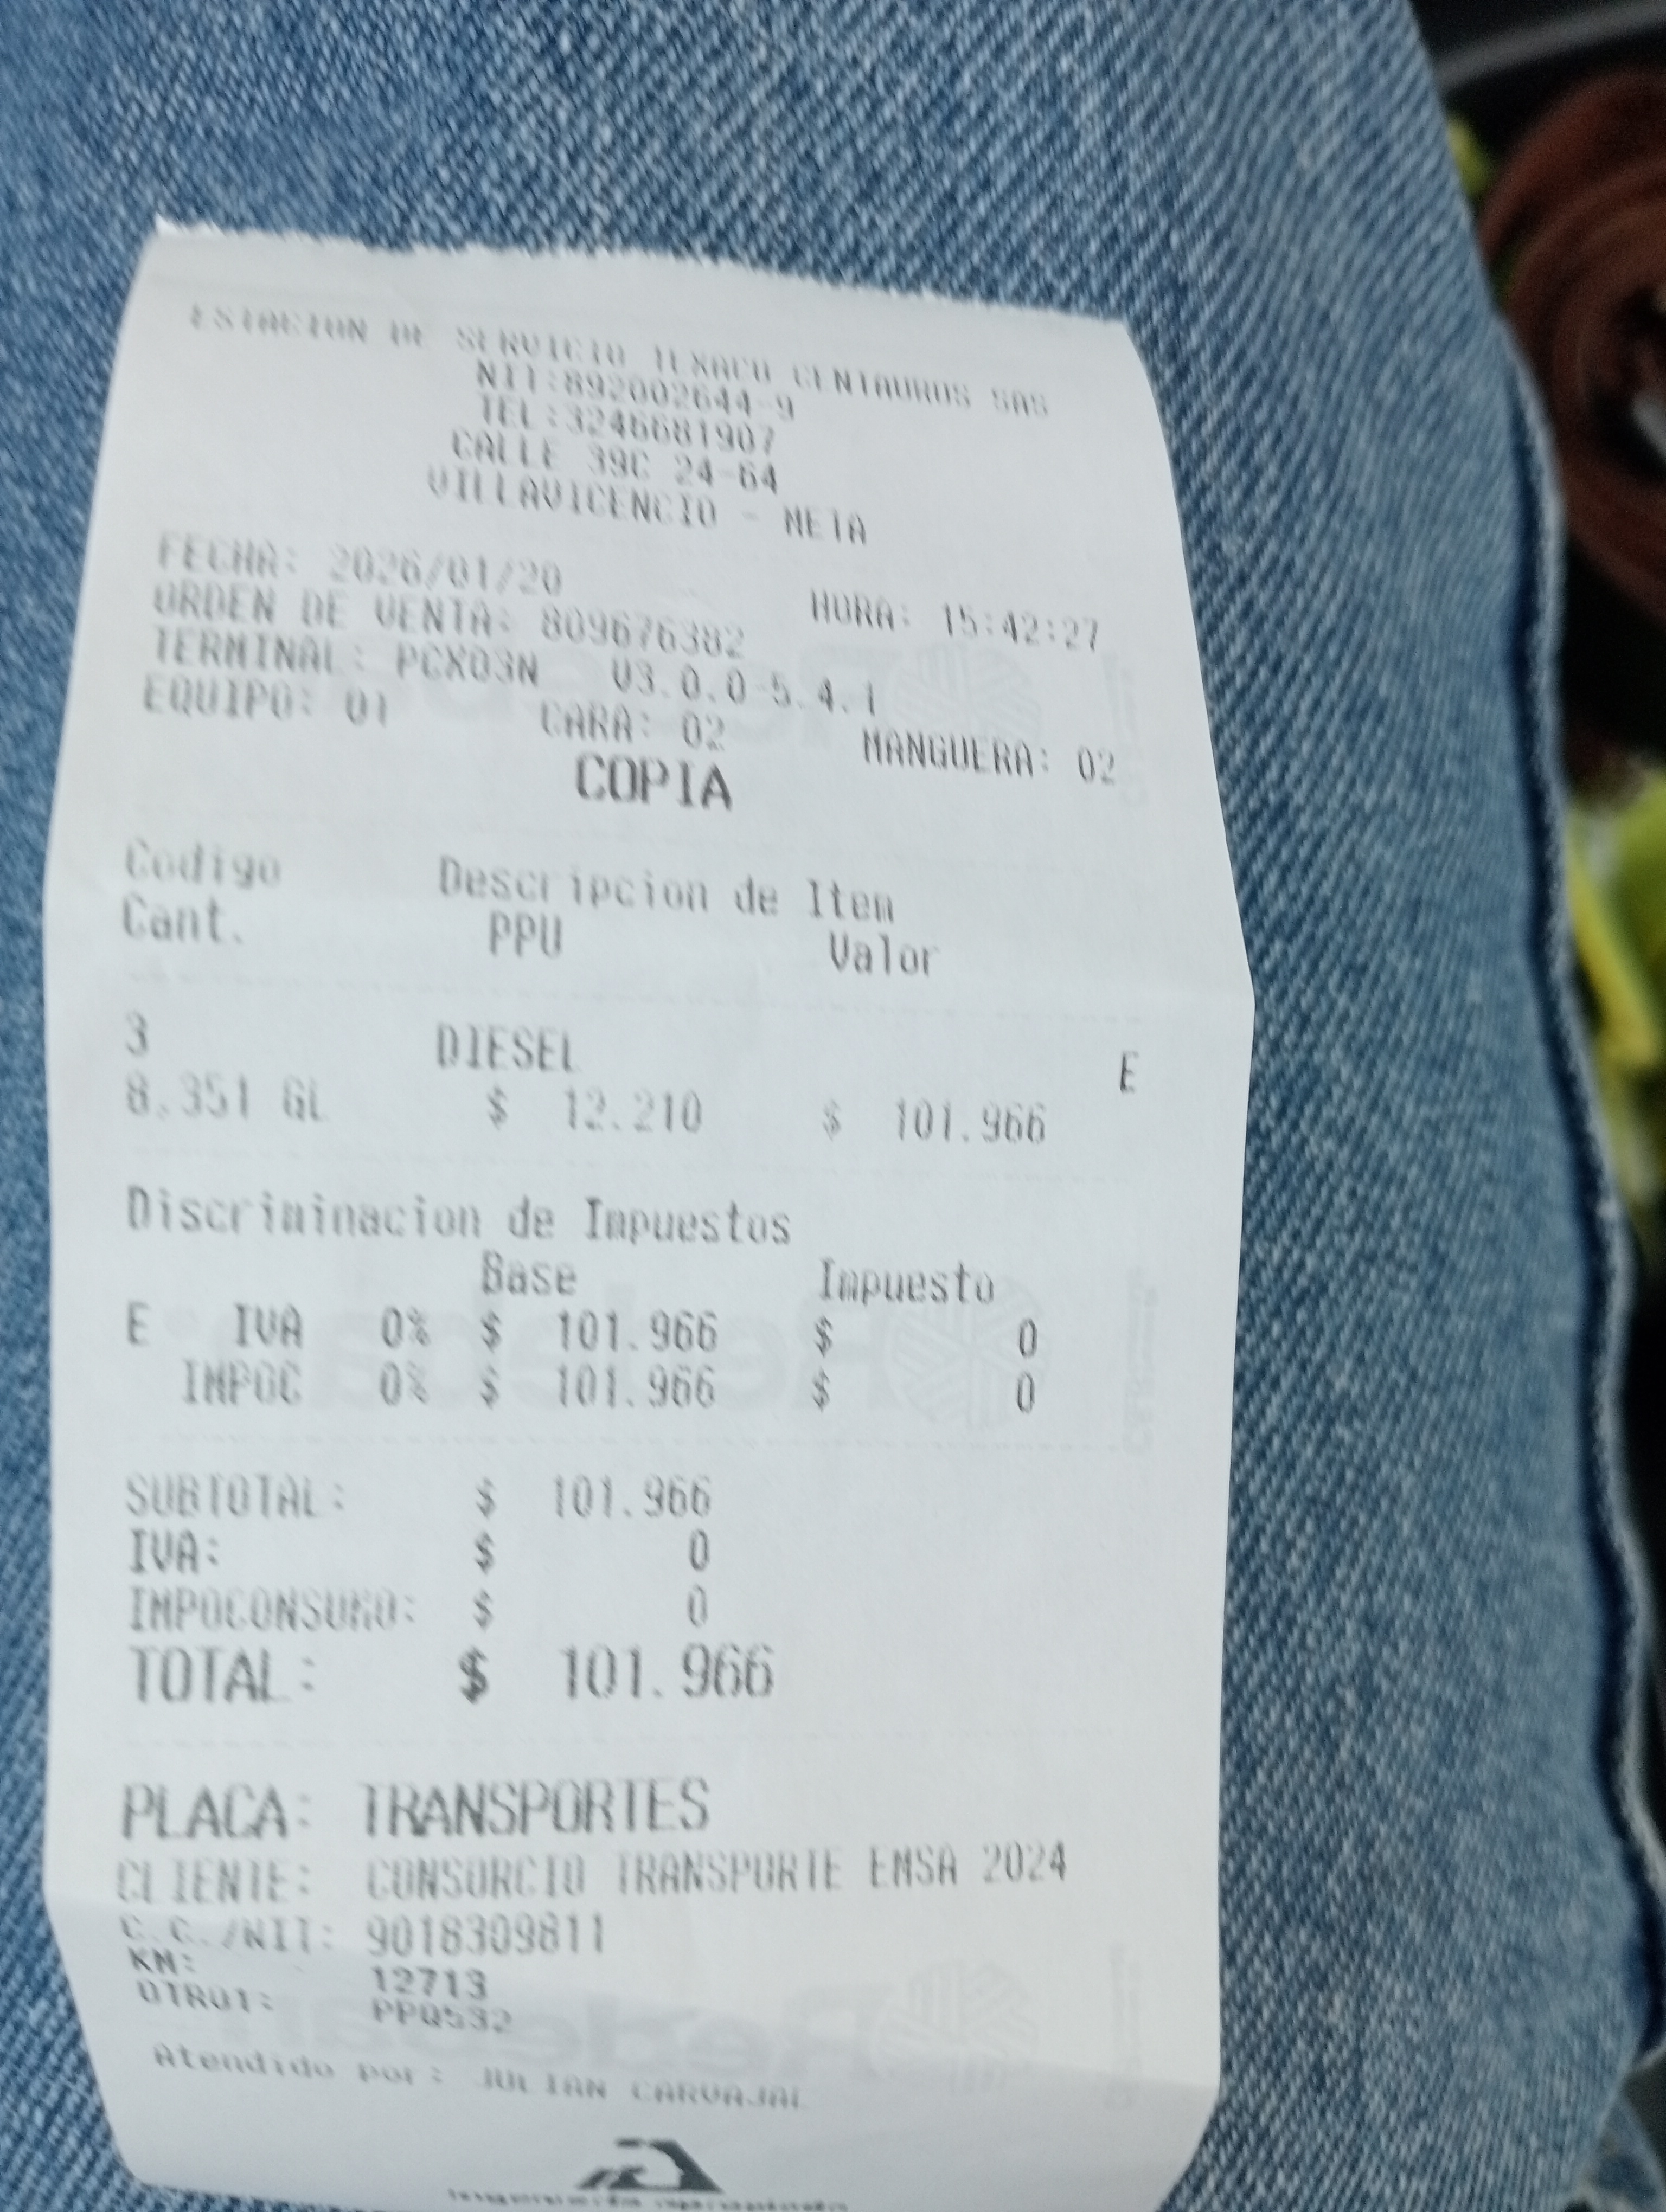 ESTACION DE SERVICIO TEXACO CENTAUROS SAS
NIT:892002644-9
TEL:3246681907
CALLE 39C 24-64
VILLAVICENCIO - META
FECHA: 2026/01/20 HORA: 15:42:27
ORDEN DE VENTA: 809676382
TERMINAL: PCX03N V3.0.0-5.4.1
EQUIPO: 01 CARA: 02 MANGUERA: 02
COPIA
Codigo Descripcion de Item
Cant. PPU Valor
3 DIESEL E
8.351 GL $ 12.210 $ 101.966
Discriminacion de Impuestos
Base Impuesto
E IVA 0% $ 101.966 $ 0
IMPOC 0% $ 101.966 $ 0
SUBTOTAL: $ 101.966
IVA: $ 0
IMPOCONSUMO: $ 0
TOTAL: $ 101.966
PLACA: TRANSPORTES
CLIENTE: CONSORCIO TRANSPORTE EMSA 2024
C.C./NIT: 9018309811
KM: 12713
OTRO1: PPQ532
Atendido por: JULIAN CARVAJAL